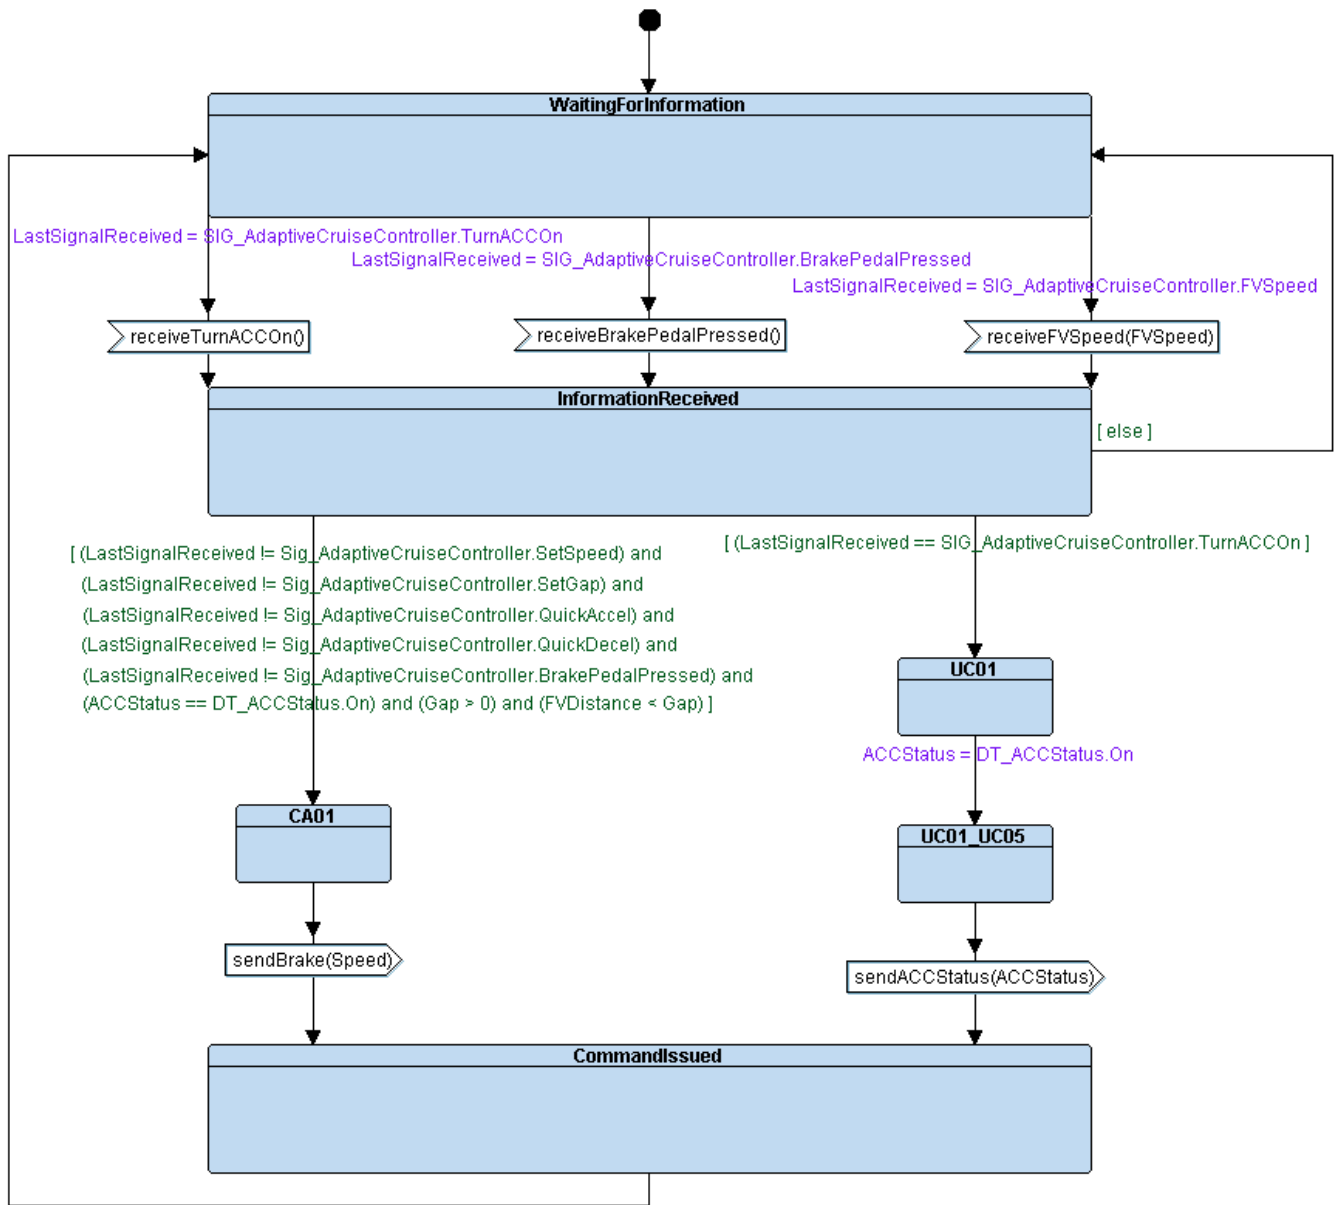 WaitingForInformation
LastSignalReceived = SIG_AdaptiveCruiseController.TurnACCOn
LastSignalReceived = SIG_AdaptiveCruiseController.BrakePedalPressed
LastSignalReceived = SIG_AdaptiveCruiseController.FVSpeed
receiveTurnACCOn()
receiveBrakePedalPressed()
receiveFVSpeed(FVSpeed)
InformationReceived
[ else ]
[ (LastSignalReceived != Sig_AdaptiveCruiseController.SetSpeed) and
(LastSignalReceived != Sig_AdaptiveCruiseController.SetGap) and
(LastSignalReceived != Sig_AdaptiveCruiseController.QuickAccel) and
(LastSignalReceived != Sig_AdaptiveCruiseController.QuickDecel) and
(LastSignalReceived != Sig_AdaptiveCruiseController.BrakePedalPressed) and
(ACCStatus == DT_ACCStatus.On) and (Gap > 0) and (FVDistance < Gap) ]
[ (LastSignalReceived == SIG_AdaptiveCruiseController.TurnACCOn ]
UC01
ACCStatus = DT_ACCStatus.On
CA01
UC01_UC05
sendBrake(Speed)
sendACCStatus(ACCStatus)
CommandIssued